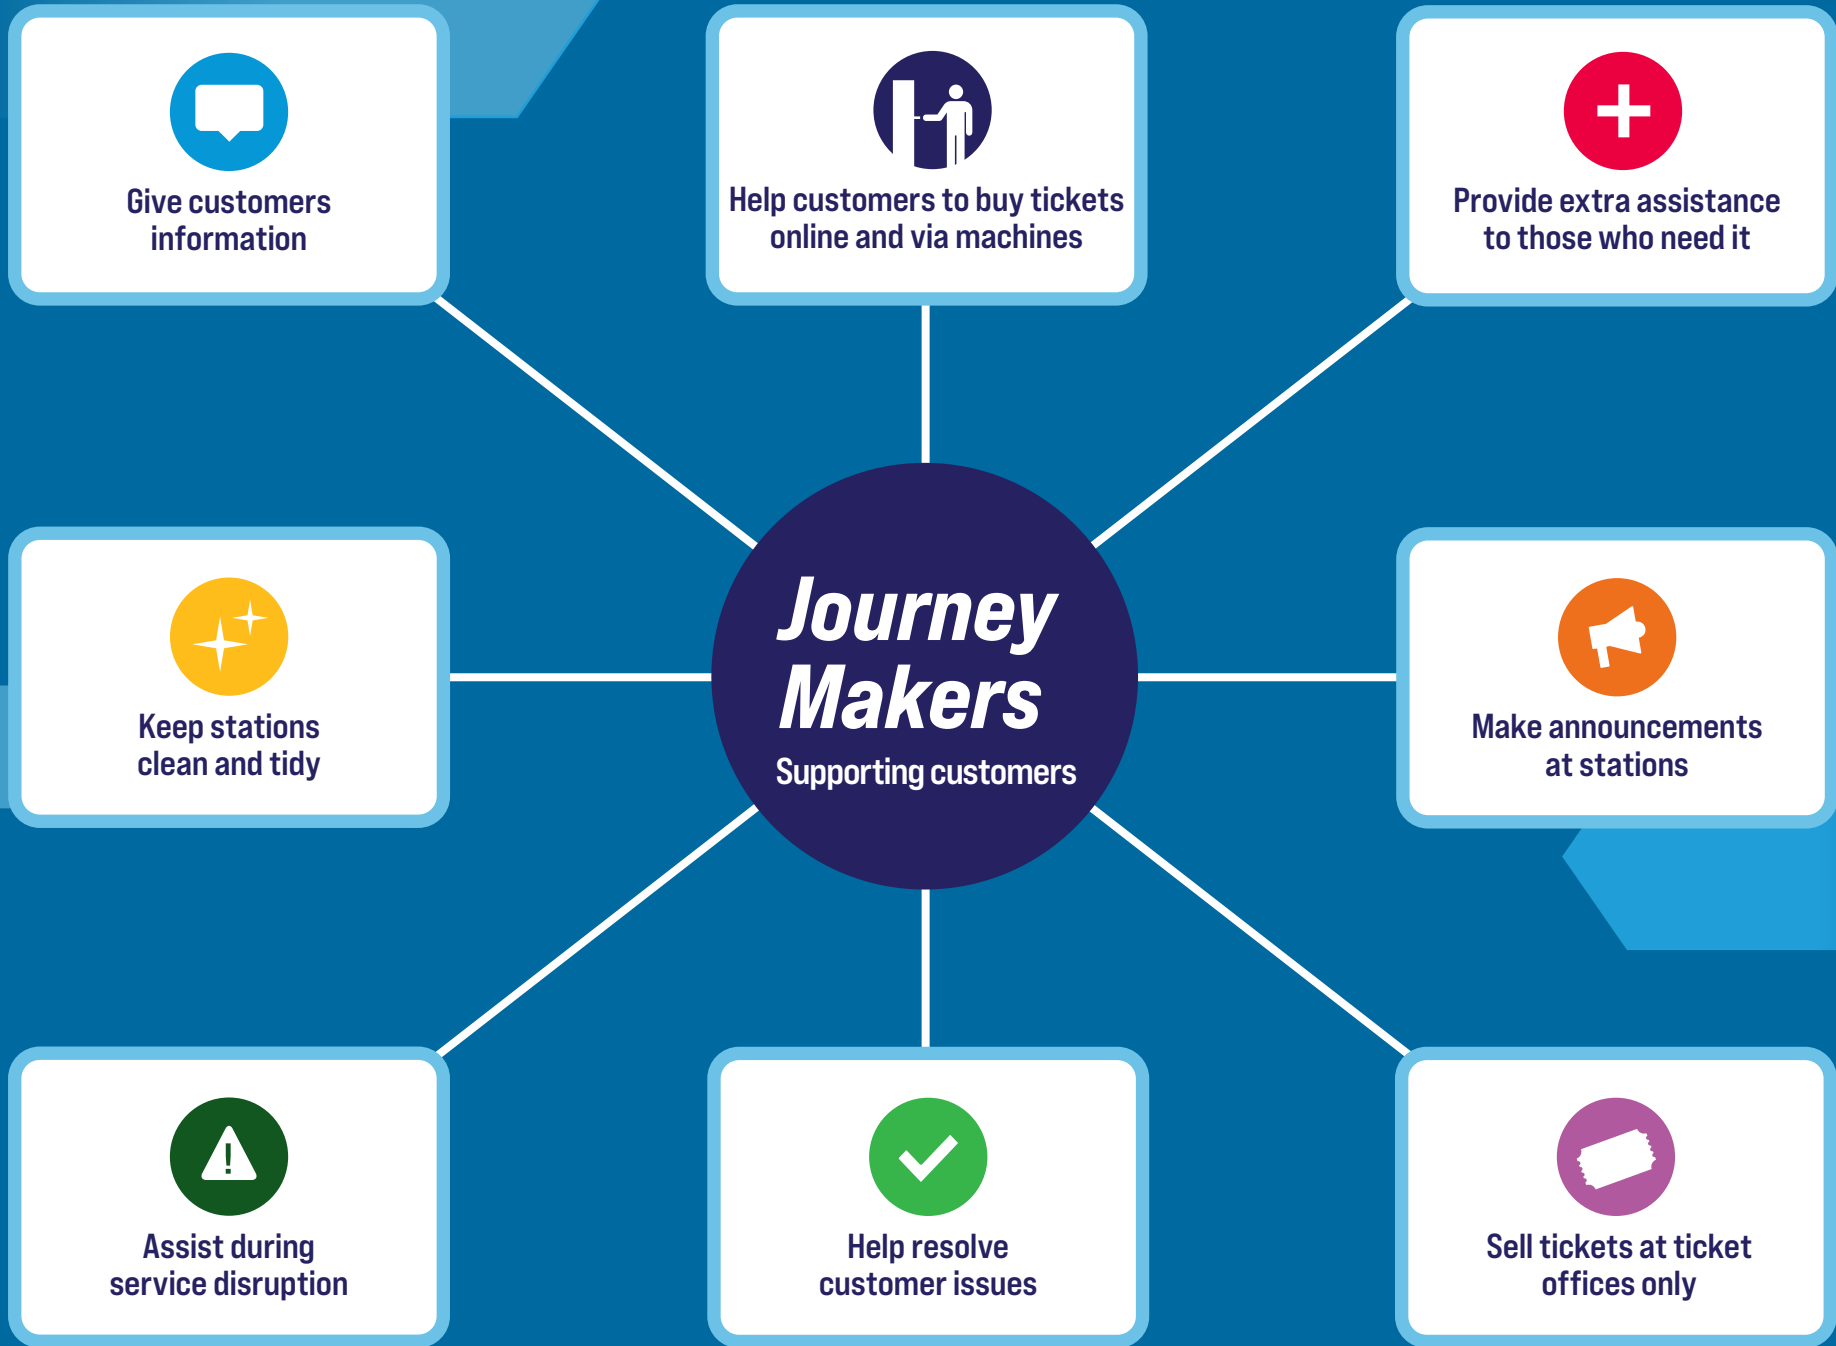 Give customers
information
Help customers to buy tickets
online and via machines
Provide extra assistance
to those who need it
Keep stations
clean and tidy
Journey
Makers
Supporting customers
Make announcements
at stations
Assist during
service disruption
Help resolve
customer issues
Sell tickets at ticket
offices only